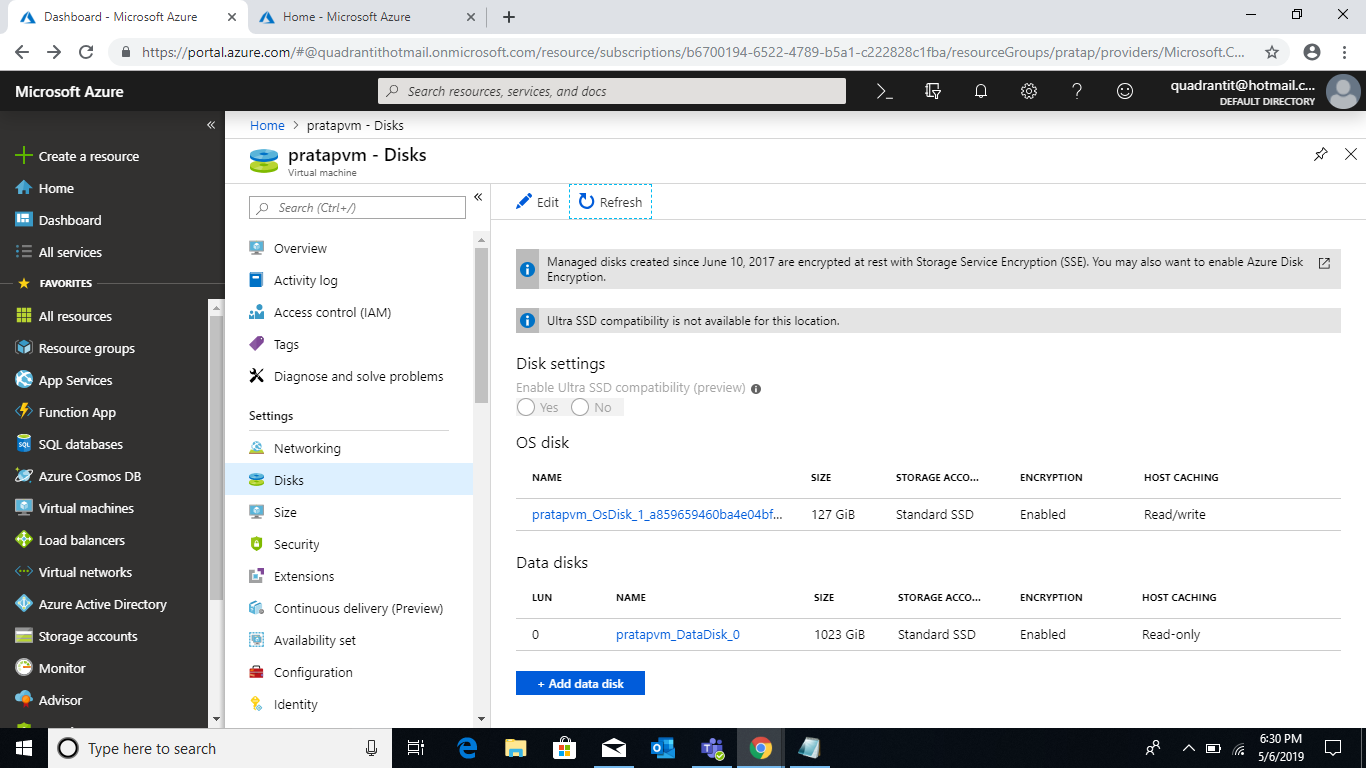 Dashboard - Microsoft Azure
Home - Microsoft Azure
https://portal.azure.com/#@quadrantithotmail.onmicrosoft.com/resource/subscriptions/b6700194-6522-4789-b5a1-c222828c1fba/resourceGroups/pratap/providers/Microsoft.C...
Microsoft Azure
Search resources, services, and docs
quadrantit@hotmail.c...
DEFAULT DIRECTORY
Create a resource
Home
Dashboard
All services
FAVORITES
All resources
Resource groups
App Services
Function App
SQL databases
Azure Cosmos DB
Virtual machines
Load balancers
Virtual networks
Azure Active Directory
Storage accounts
Monitor
Advisor
Home > pratapvm - Disks
pratapvm - Disks
Virtual machine
Search (Ctrl+/)
Overview
Activity log
Access control (IAM)
Tags
Diagnose and solve problems
Settings
Networking
Disks
Size
Security
Extensions
Continuous delivery (Preview)
Availability set
Configuration
Identity
Edit Refresh
Managed disks created since June 10, 2017 are encrypted at rest with Storage Service Encryption (SSE). You may also want to enable Azure Disk
Encryption.
Ultra SSD compatibility is not available for this location.
Disk settings
Enable Ultra SSD compatibility (preview)
Yes No
OS disk
NAME SIZE STORAGE ACCO... ENCRYPTION HOST CACHING
pratapvm_OsDisk_1_a859659460ba4e04bf... 127 GiB Standard SSD Enabled Read/write
Data disks
LUN NAME SIZE STORAGE ACCO... ENCRYPTION HOST CACHING
0 pratapvm_DataDisk_0 1023 GiB Standard SSD Enabled Read-only
+ Add data disk
Type here to search
6:30 PM
5/6/2019